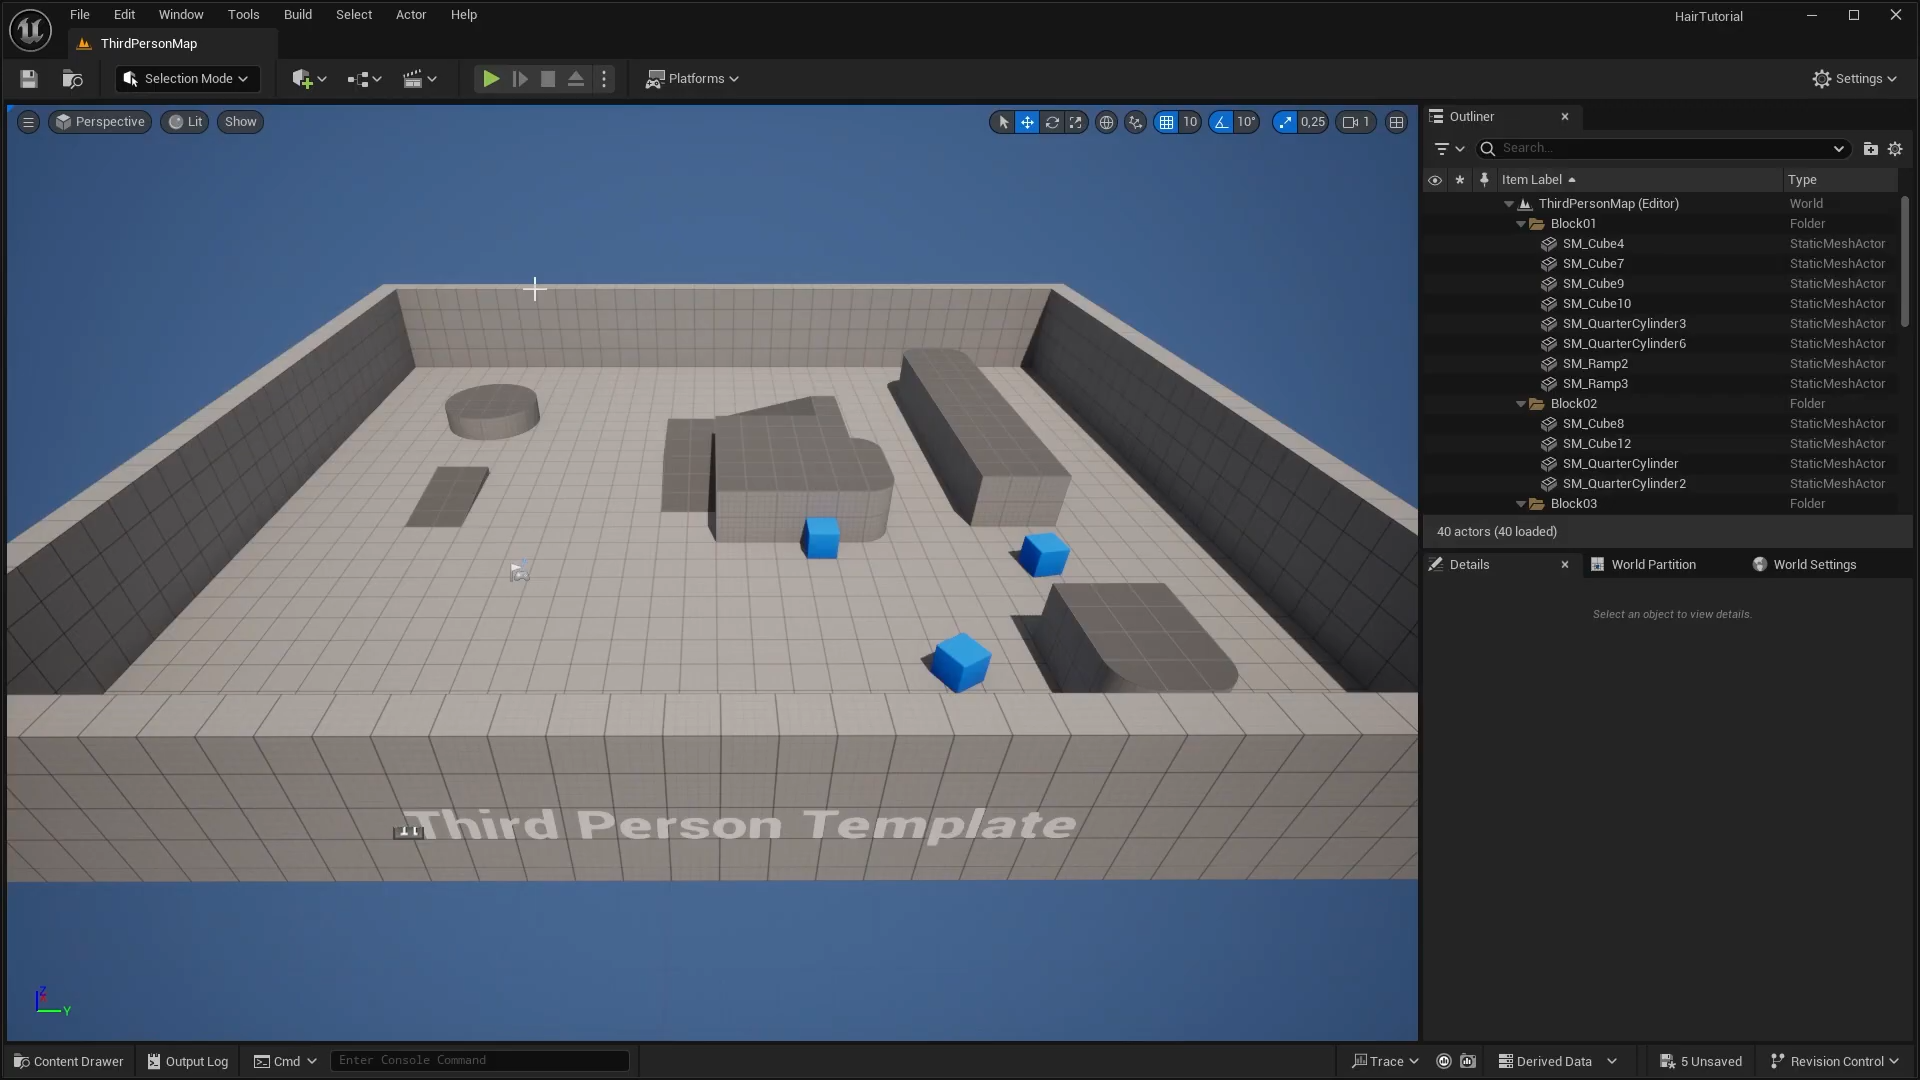 File Edit Window Tools Build Select Actor Help
HairTutorial
ThirdPersonMap
Selection Mode
Platforms
Settings
Perspective
Lit
Show
10
10°
0,25
1
Outliner
Search...
Item Label
Type
ThirdPersonMap (Editor) World
Block01 Folder
SM_Cube4 StaticMeshActor
SM_Cube7 StaticMeshActor
SM_Cube9 StaticMeshActor
SM_Cube10 StaticMeshActor
SM_QuarterCylinder3 StaticMeshActor
SM_QuarterCylinder6 StaticMeshActor
SM_Ramp2 StaticMeshActor
SM_Ramp3 StaticMeshActor
Block02 Folder
SM_Cube8 StaticMeshActor
SM_Cube12 StaticMeshActor
SM_QuarterCylinder StaticMeshActor
SM_QuarterCylinder2 StaticMeshActor
Block03 Folder
40 actors (40 loaded)
Details
World Partition
World Settings
Select an object to view details.
Third Person Template
Z
Y
Content Drawer
Output Log
Cmd
Enter Console Command
Trace
Derived Data
5 Unsaved
Revision Control